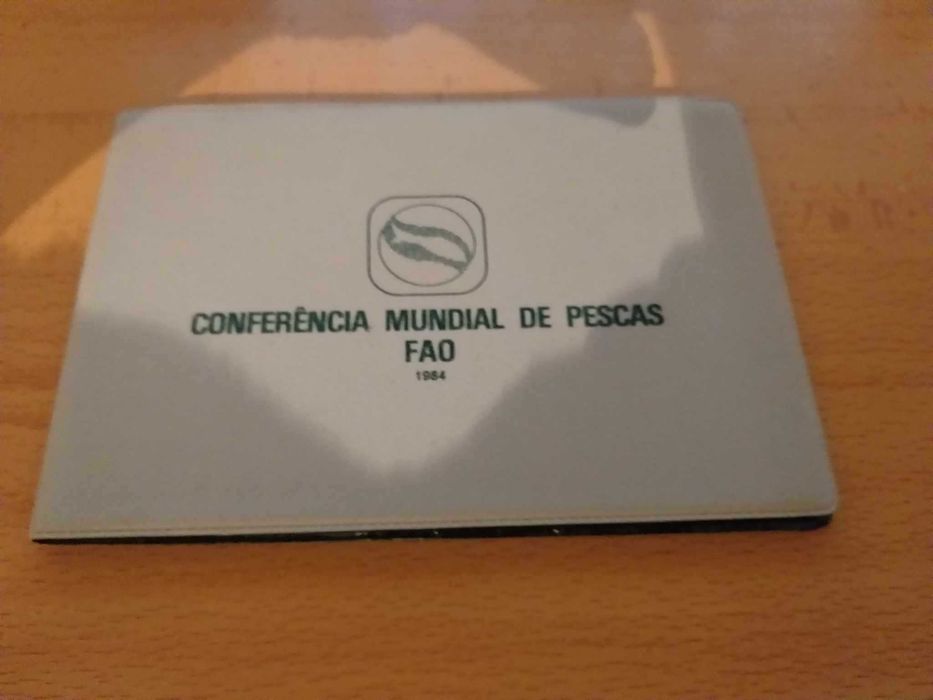 CONFERÊNCIA MUNDIAL DE PESCAS
FAO
1984